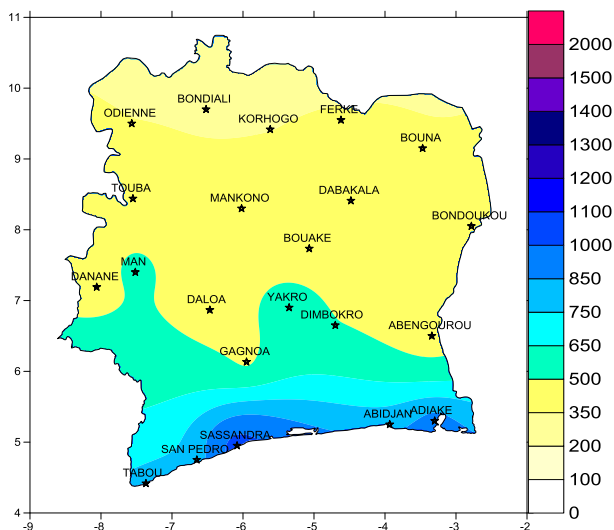 11
10
9
8
7
6
5
4
-9 -8 -7 -6 -5 -4 -3 -2
BONDIALI
ODIENNE
FERKE
KORHOGO
BOUNA
TOUBA
MANKONO
DABAKALA
BONDOUKOU
BOUAKE
MAN
DANANE
DALOA
YAKRO
DIMBOKRO
ABENGOUROU
GAGNOA
ABIDJAN
ADIAKE
SASSANDRA
SAN PEDRO
TABOU
2000
1500
1400
1300
1200
1100
1000
900
800
750
650
500
350
200
100
0